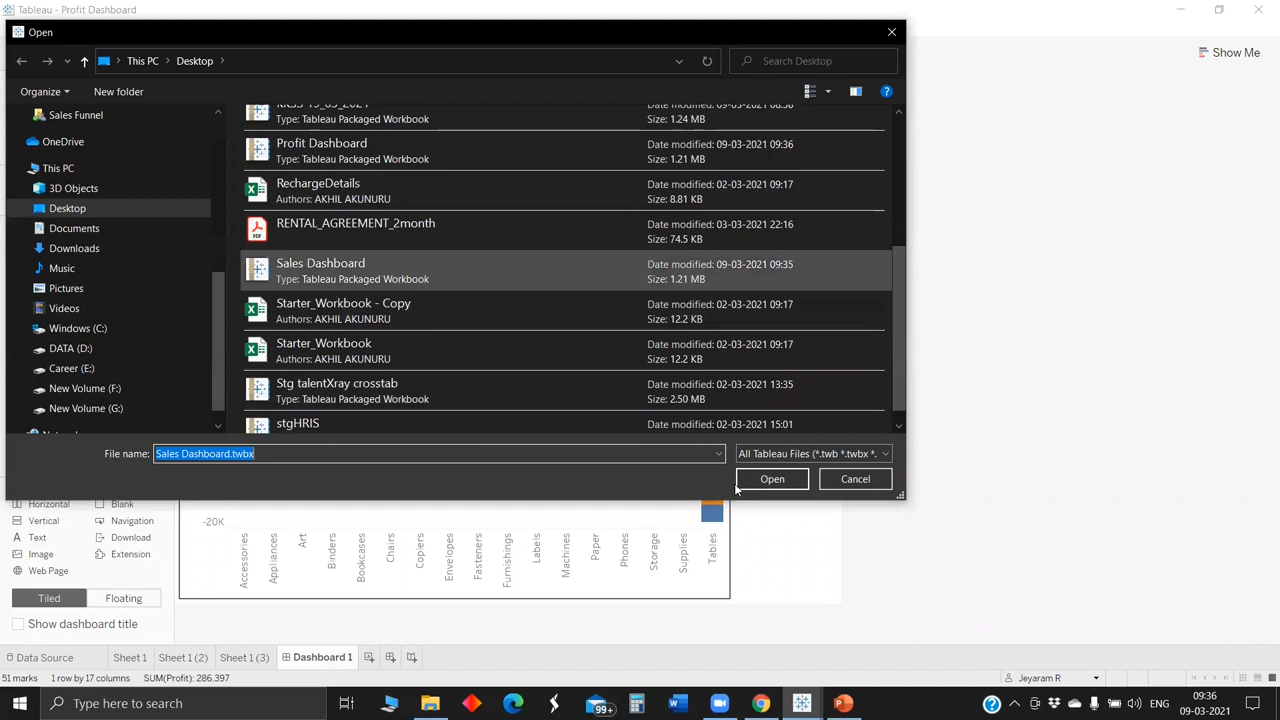 Tableau - Profit Dashboard
Open
This PC
Desktop
Search Desktop
Show Me
Organize
New folder
Sales Funnel
OneDrive
This PC
3D Objects
Desktop
Documents
Downloads
Music
Pictures
Videos
Windows (C:)
DATA (D:)
Career (E:)
New Volume (F:)
New Volume (G:)
Type: Tableau Packaged Workbook
Size: 1.24 MB
Profit Dashboard
Date modified: 09-03-2021 09:36
Type: Tableau Packaged Workbook
Size: 1.21 MB
RechargeDetails
Date modified: 02-03-2021 09:17
Authors: AKHIL AKUNURU
Size: 8.81 KB
RENTAL_AGREEMENT_2month
Date modified: 03-03-2021 22:16
Size: 74.5 KB
Sales Dashboard
Date modified: 09-03-2021 09:35
Type: Tableau Packaged Workbook
Size: 1.21 MB
Starter_Workbook - Copy
Date modified: 02-03-2021 09:17
Authors: AKHIL AKUNURU
Size: 12.2 KB
Starter_Workbook
Date modified: 02-03-2021 09:17
Authors: AKHIL AKUNURU
Size: 12.2 KB
Stg talentXray crosstab
Date modified: 02-03-2021 13:35
Type: Tableau Packaged Workbook
Size: 2.50 MB
stgHRIS
Date modified: 02-03-2021 15:01
File name:
Sales Dashboard.twbx
All Tableau Files (*.twb *.twbx *.
Open
Cancel
Horizontal
Blank
Vertical
Navigation
Text
Download
Image
Extension
Web Page
Tiled
Floating
Show dashboard title
-20K
Accessories
Appliances
Art
Binders
Bookcases
Chairs
Copiers
Envelopes
Fasteners
Furnishings
Labels
Machines
Paper
Phones
Storage
Supplies
Tables
Data Source
Sheet 1
Sheet 1 (2)
Sheet 1 (3)
Dashboard 1
51 marks
1 row by 17 columns
SUM(Profit): 286,397
Jeyaram R
Type here to search
99+
ENG
09:36
09-03-2021